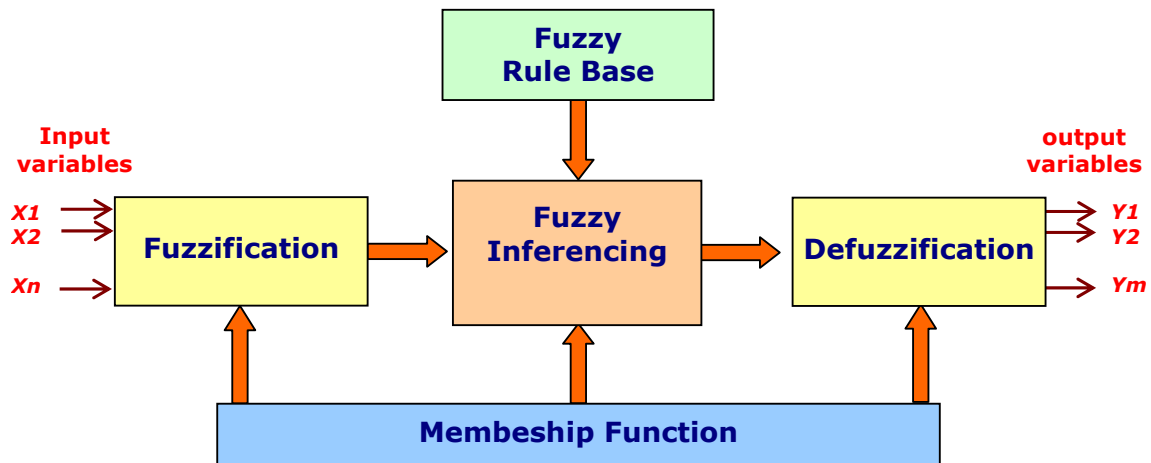 Fuzzy
Rule Base
Input
variables
output
variables
X1
X2
Xn
Fuzzification
Fuzzy
Inferencing
Defuzzification
Y1
Y2
Ym
Membeship Function